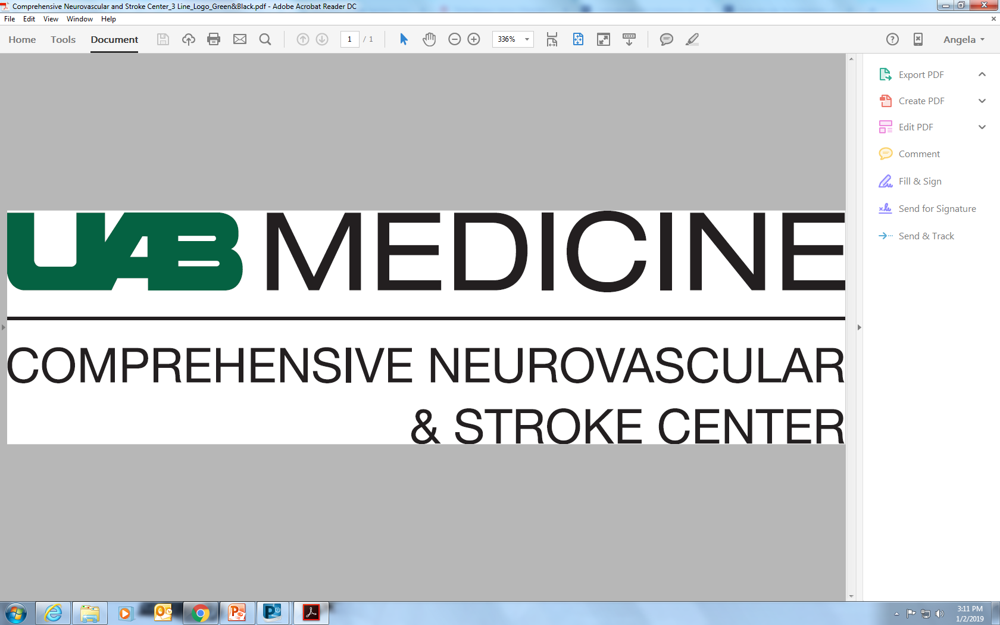 Comprehensive Neurovascular and Stroke Center_3 Line_Logo_Green&Black.pdf - Adobe Acrobat Reader DC
File Edit View Window Help
Home Tools Document 1 / 1 336% Angela
Export PDF
Create PDF
Edit PDF
Comment
Fill & Sign
Send for Signature
Send & Track
UAB MEDICINE
COMPREHENSIVE NEUROVASCULAR
& STROKE CENTER
3:11 PM
1/2/2019